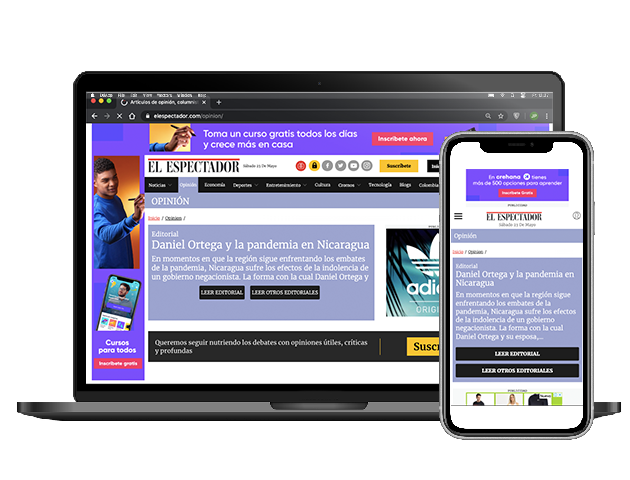 Artículos de opinión, columnis
elespectador.com/opinion/
Toma un curso gratis todos los días
y crece más en casa
Inscríbete ahora
EL ESPECTADOR
Sábado 23 De Mayo
Suscríbete
Noticias
Opinión
Economía
Deportes
Entretenimiento
Cultura
Cromos
Tecnología
Blogs
Colombia
OPINIÓN
Inicio / Opinion /
Editorial
Daniel Ortega y la pandemia en Nicaragua
En momentos en que la región sigue enfrentando los embates
de la pandemia, Nicaragua sufre los efectos de la indolencia de
un gobierno negacionista. La forma con la cual Daniel Ortega y
LEER EDITORIAL
LEER OTROS EDITORIALES
adi
ORIGIN
Cursos
para todos
Inscríbete gratis
Queremos seguir nutriendo los debates con opiniones útiles, críticas
y profundas
Susc
En crehana tienes
más de 500 opciones para aprender
Inscríbete Gratis
PUBLICIDAD
EL ESPECTADOR
Sábado 23 De Mayo
Opinión
Inicio / Opinion /
Editorial
Daniel Ortega y la pandemia en
Nicaragua
En momentos en que la región sigue
enfrentando los embates de la
pandemia, Nicaragua sufre los efectos
de la indolencia de un gobierno
negacionista. La forma con la cual
Daniel Ortega y su esposa,...
LEER EDITORIAL
LEER OTROS EDITORIALES
PUBLICIDAD